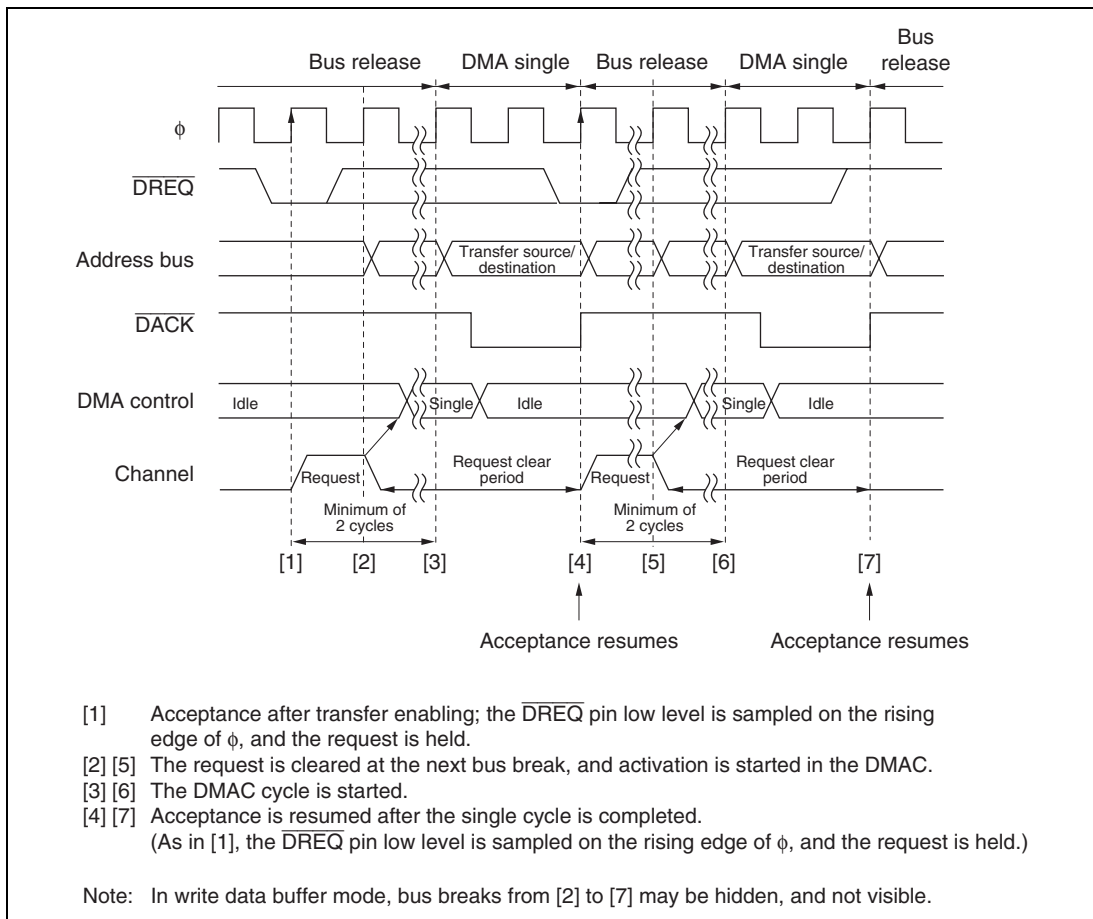 Bus release DMA single Bus release DMA single Bus release
φ
DREQ
Address bus
Transfer source/ destination
Transfer source/ destination
DACK
DMA control
Idle Single Idle Single Idle
Channel
Request
Request clear period
Request
Request clear period
Minimum of 2 cycles
Minimum of 2 cycles
[1] [2] [3] [4] [5] [6] [7]
Acceptance resumes Acceptance resumes
[1] Acceptance after transfer enabling; the DREQ pin low level is sampled on the rising
edge of φ, and the request is held.
[2] [5] The request is cleared at the next bus break, and activation is started in the DMAC.
[3] [6] The DMAC cycle is started.
[4] [7] Acceptance is resumed after the single cycle is completed.
(As in [1], the DREQ pin low level is sampled on the rising edge of φ, and the request is held.)
Note: In write data buffer mode, bus breaks from [2] to [7] may be hidden, and not visible.